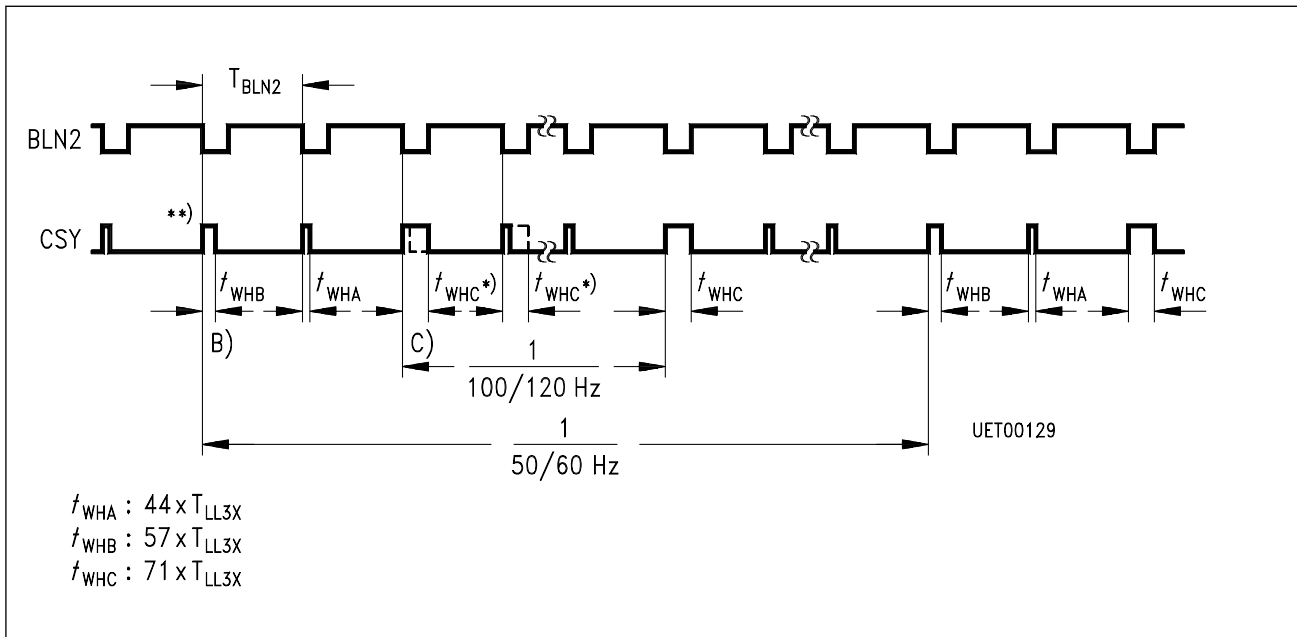 T_BLN2
BLN2
**)
CSY
t_WHB t_WHA t_WHC*) t_WHC*) t_WHC t_WHB t_WHA t_WHC
B) C)
1
100/120 Hz
1
50/60 Hz
UET00129
t_WHA : 44 x T_LL3X
t_WHB : 57 x T_LL3X
t_WHC : 71 x T_LL3X